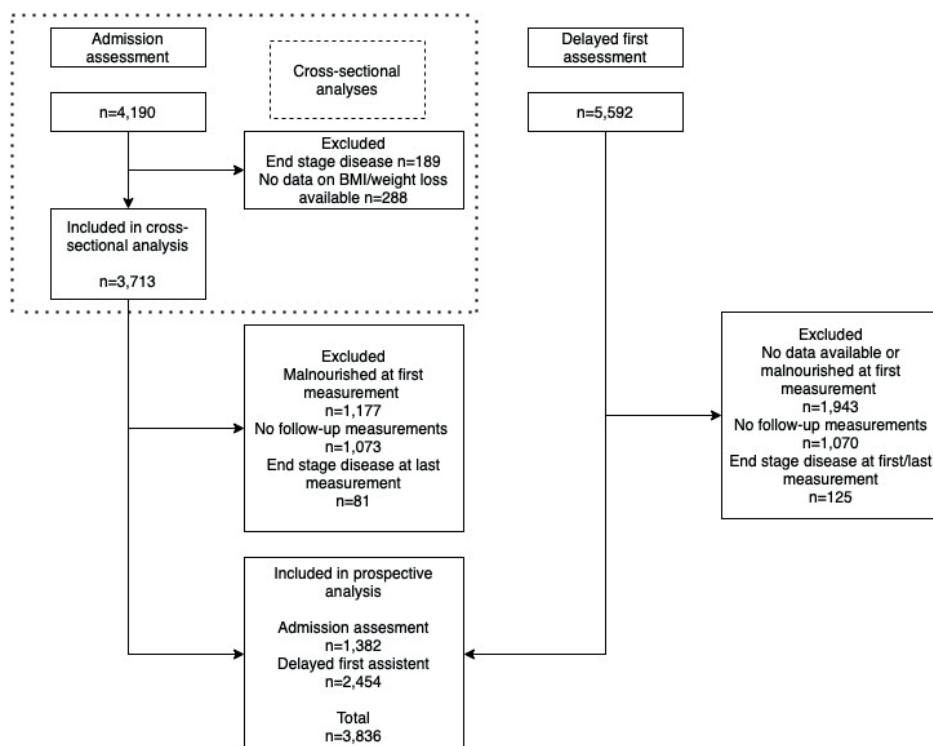 Admission
assessment
n=4,190
Cross-sectional
analyses
Delayed first
assessment
n=5,592
Excluded
End stage disease n=189
No data on BMI/weight loss
available n=288
Included in cross-
sectional analysis
n=3,713
Excluded
Malnourished at first
measurement
n=1,177
No follow-up measurements
n=1,073
End stage disease at last
measurement
n=81
Excluded
No data available or
malnourished at first
measurement
n=1,943
No follow-up measurements
n=1,070
End stage disease at first/last
measurement
n=125
Included in prospective
analysis
Admission assesment
n=1,382
Delayed first assistent
n=2,454
Total
n=3,836